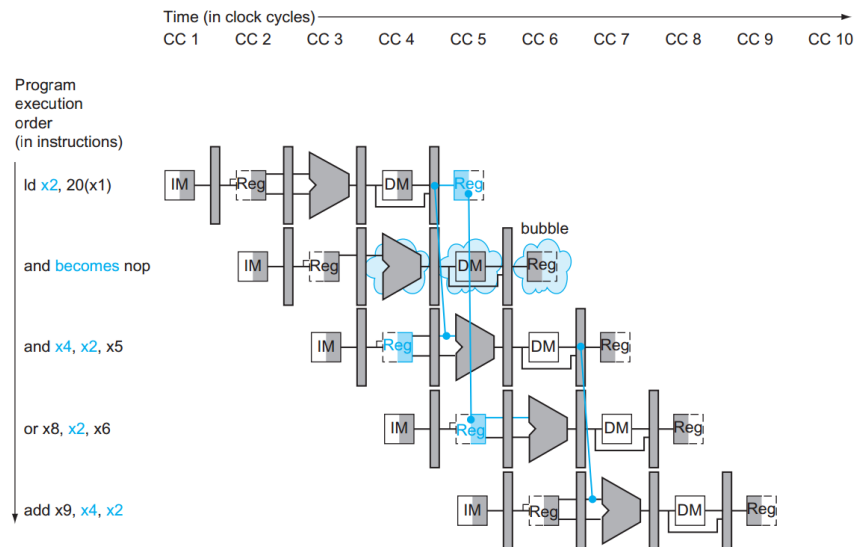 Time (in clock cycles)
CC 1 CC 2 CC 3 CC 4 CC 5 CC 6 CC 7 CC 8 CC 9 CC 10
Program
execution
order
(in instructions)
ld x2, 20(x1)
IM Reg DM Reg
bubble
and becomes nop
IM Reg DM Reg
and x4, x2, x5
IM Reg DM Reg
or x8, x2, x6
IM Reg DM Reg
add x9, x4, x2
IM Reg DM Reg